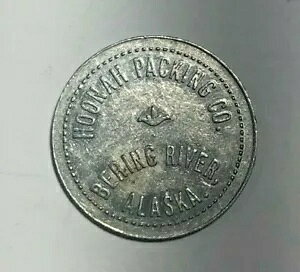 HOONAH PACKING CO.
BERING RIVER,
ALASKA.